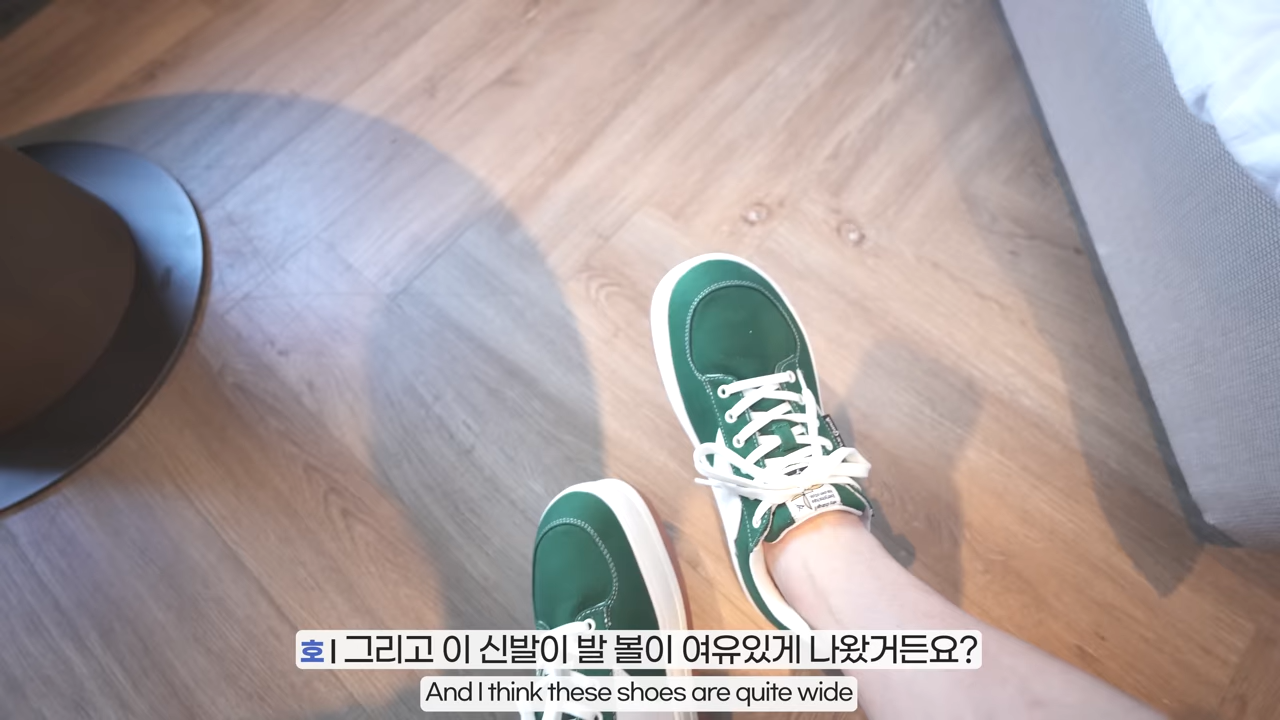 호 | 그리고 이 신발이 발 볼이 여유있게 나왔거든요?
And I think these shoes are quite wide